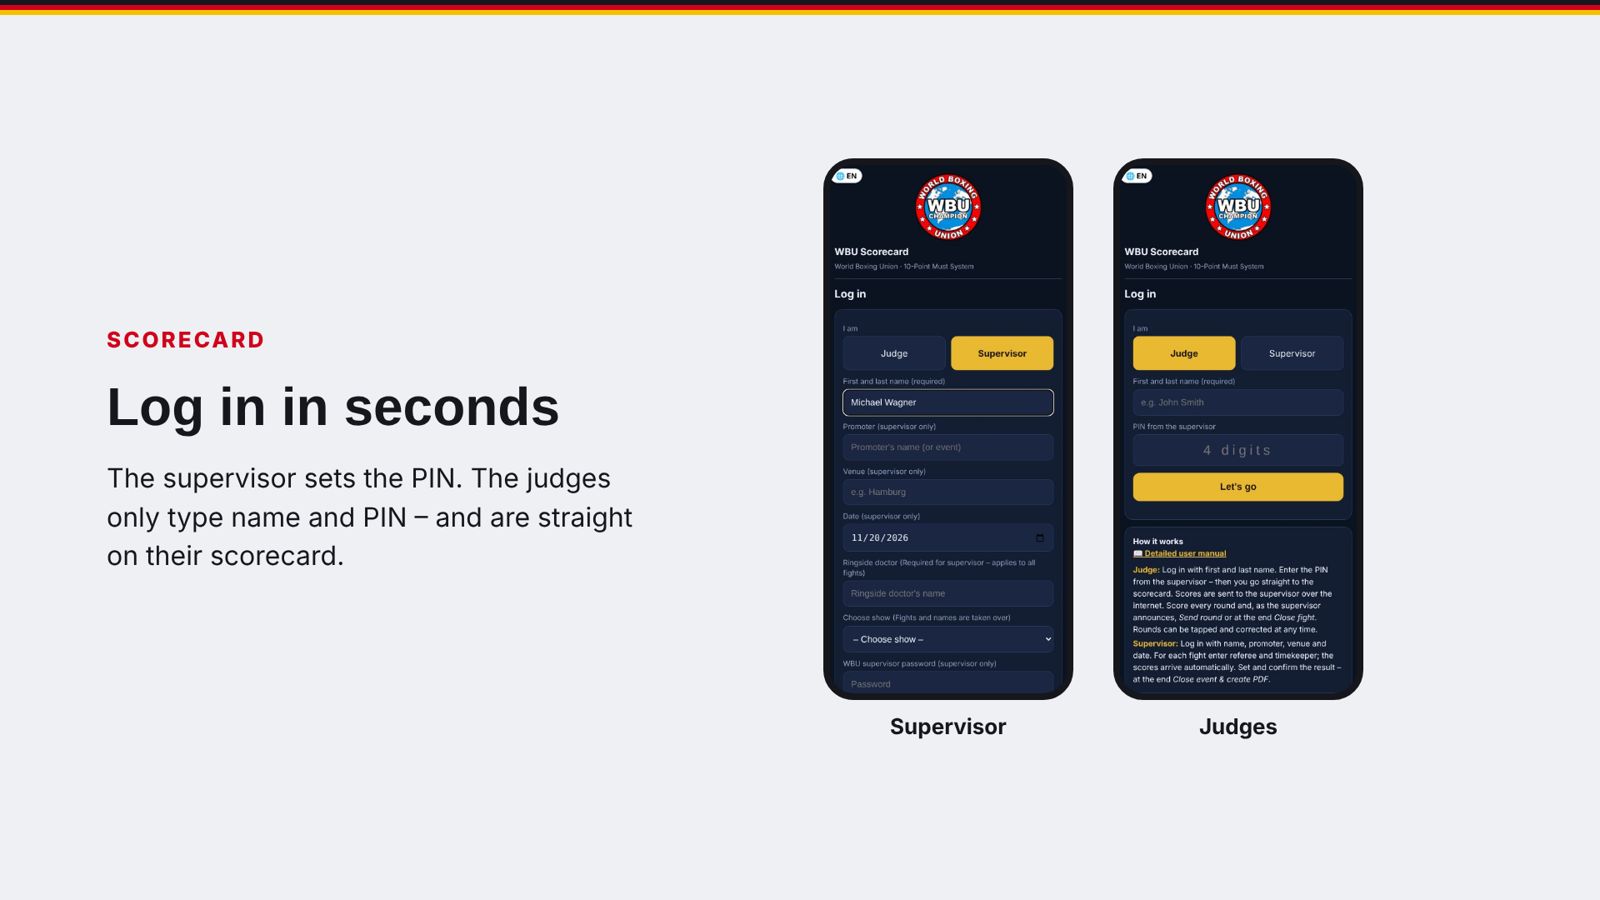 SCORECARD
Log in in seconds
The supervisor sets the PIN. The judges
only type name and PIN – and are straight
on their scorecard.
EN
WORLD BOXING
WBU
CHAMPION
UNION
WBU Scorecard
World Boxing Union · 10-Point Must System
Log in
I am
Judge
Supervisor
First and last name (required)
Michael Wagner
Promoter (supervisor only)
Promoter's name (or event)
Venue (supervisor only)
e.g. Hamburg
Date (supervisor only)
11/20/2026
Ringside doctor (Required for supervisor – applies to all
fights)
Ringside doctor's name
Choose show (Fights and names are taken over)
– Choose show –
WBU supervisor password (supervisor only)
Password
Supervisor
EN
WORLD BOXING
WBU
CHAMPION
UNION
WBU Scorecard
World Boxing Union · 10-Point Must System
Log in
I am
Judge
Supervisor
First and last name (required)
e.g. John Smith
PIN from the supervisor
4 digits
Let's go
How it works
Detailed user manual
Judge: Log in with first and last name. Enter the PIN
from the supervisor – then you go straight to the
scorecard. Scores are sent to the supervisor over the
internet. Score every round and, as the supervisor
announces, Send round or at the end Close fight.
Rounds can be tapped and corrected at any time.
Supervisor: Log in with name, promoter, venue and
date. For each fight enter referee and timekeeper; the
scores arrive automatically. Set and confirm the result –
at the end Close event & create PDF.
Judges